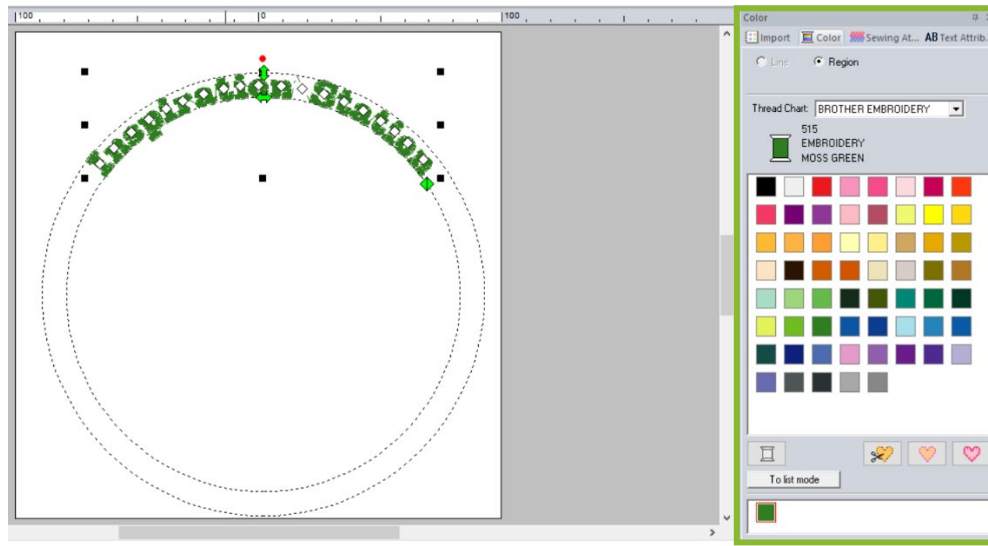 100 0 100
Inspiration Station
Color
Import Color Sewing At... AB Text Attrib.
Line Region
Thread Chart: BROTHER EMBROIDERY
515
EMBROIDERY
MOSS GREEN
To list mode